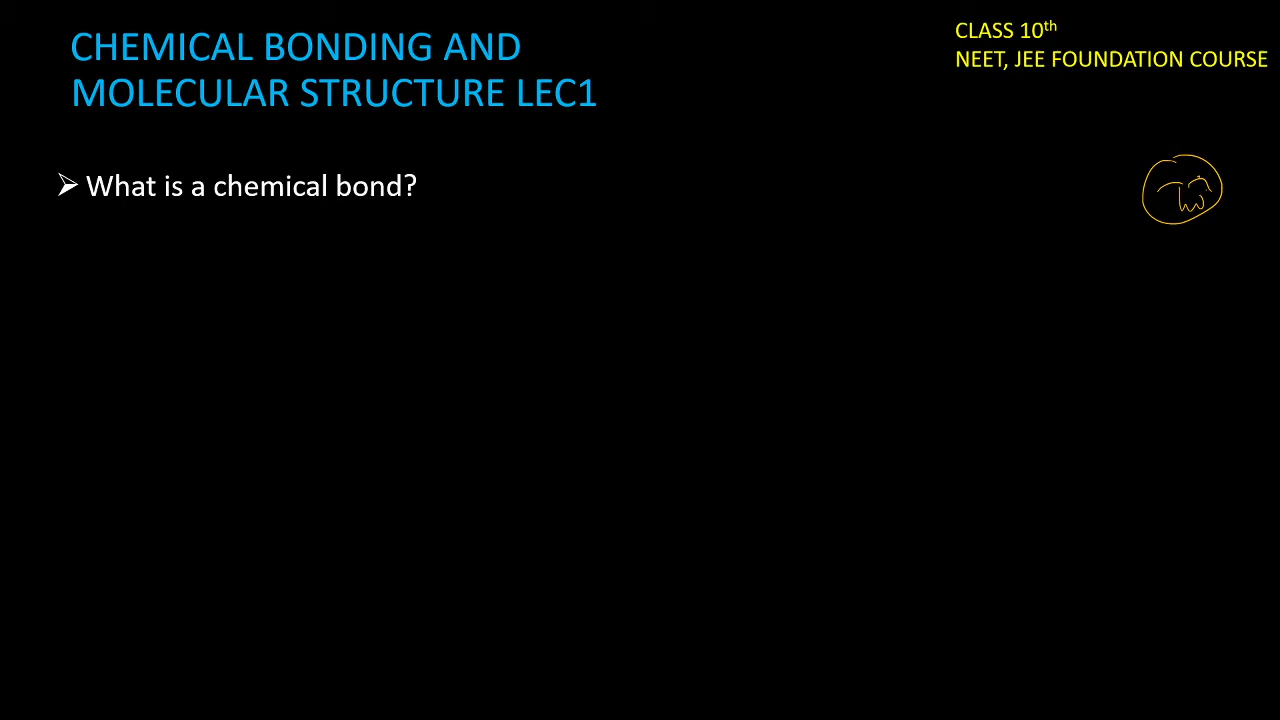 CHEMICAL BONDING AND
MOLECULAR STRUCTURE LEC1
CLASS 10th
NEET, JEE FOUNDATION COURSE
➢ What is a chemical bond?